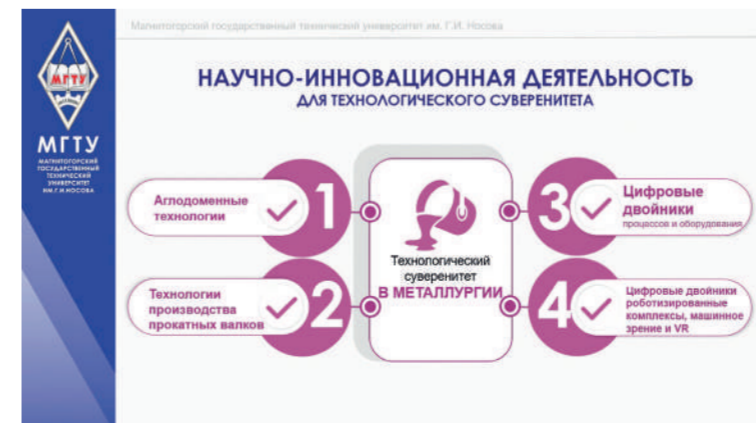 Магнитогорский государственный технический университет им. Г.И. Носова
НАУЧНО-ИННОВАЦИОННАЯ ДЕЯТЕЛЬНОСТЬ
ДЛЯ ТЕХНОЛОГИЧЕСКОГО СУВЕРЕНИТЕТА
МГТУ
МГТУ
МАГНИТОГОРСКИЙ
ГОСУДАРСТВЕННЫЙ
ТЕХНИЧЕСКИЙ
УНИВЕРСИТЕТ
ИМ.Г.И.НОСОВА
Аглодоменные
технологии
1
Технологии
производства
прокатных валков
2
Технологический
суверенитет
В МЕТАЛЛУРГИИ
3
Цифровые
двойники
процессов и оборудования
4
Цифровые двойники
роботизированные
комплексы, машинное
зрение и VR